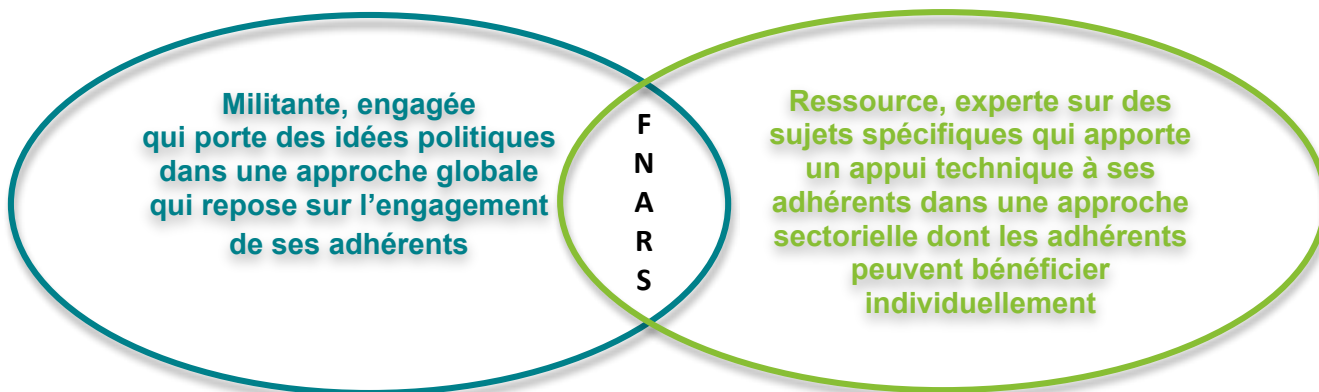 Militante, engagée
qui porte des idées politiques
dans une approche globale
qui repose sur l’engagement
de ses adhérents
F
N
A
R
S
Ressource, experte sur des
sujets spécifiques qui apporte
un appui technique à ses
adhérents dans une approche
sectorielle dont les adhérents
peuvent bénéficier
individuellement